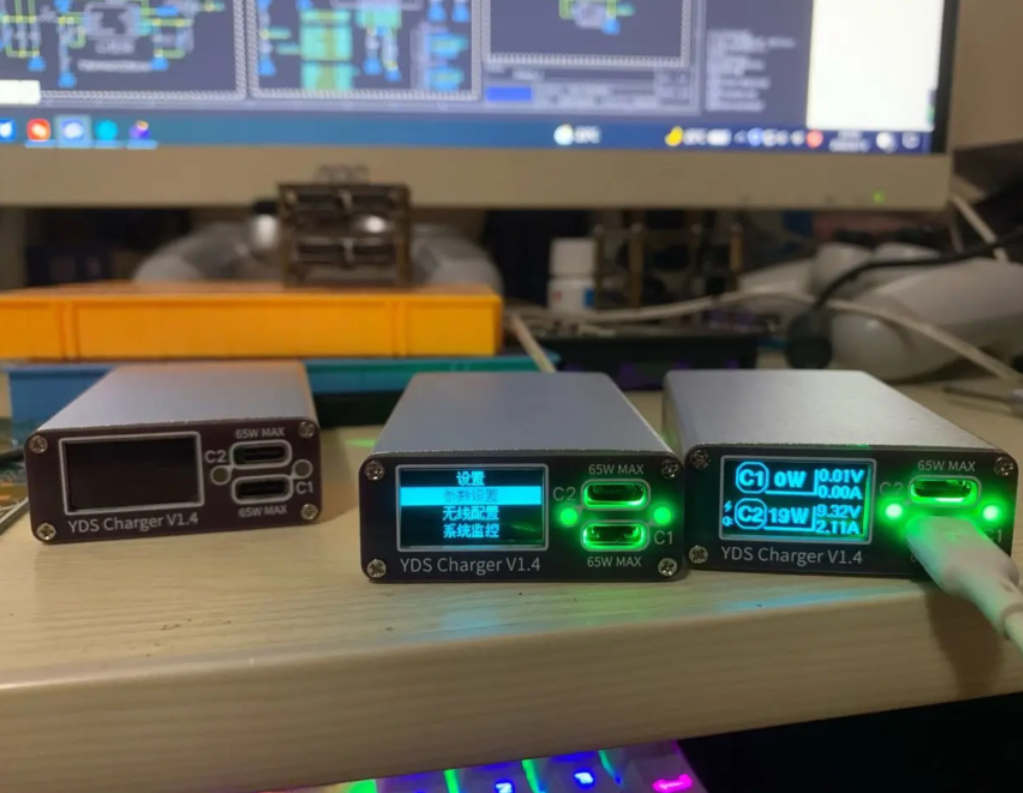 65W MAX
C2
C1
65W MAX
YDS Charger V1.4
设置
参数设置
无线配置
系统监控
65W MAX
C2
C1
65W MAX
YDS Charger V1.4
C1 0W 0.01V
0.00A
C2 19W 9.32V
2.11A
65W MAX
C2
YDS Charger V1.4